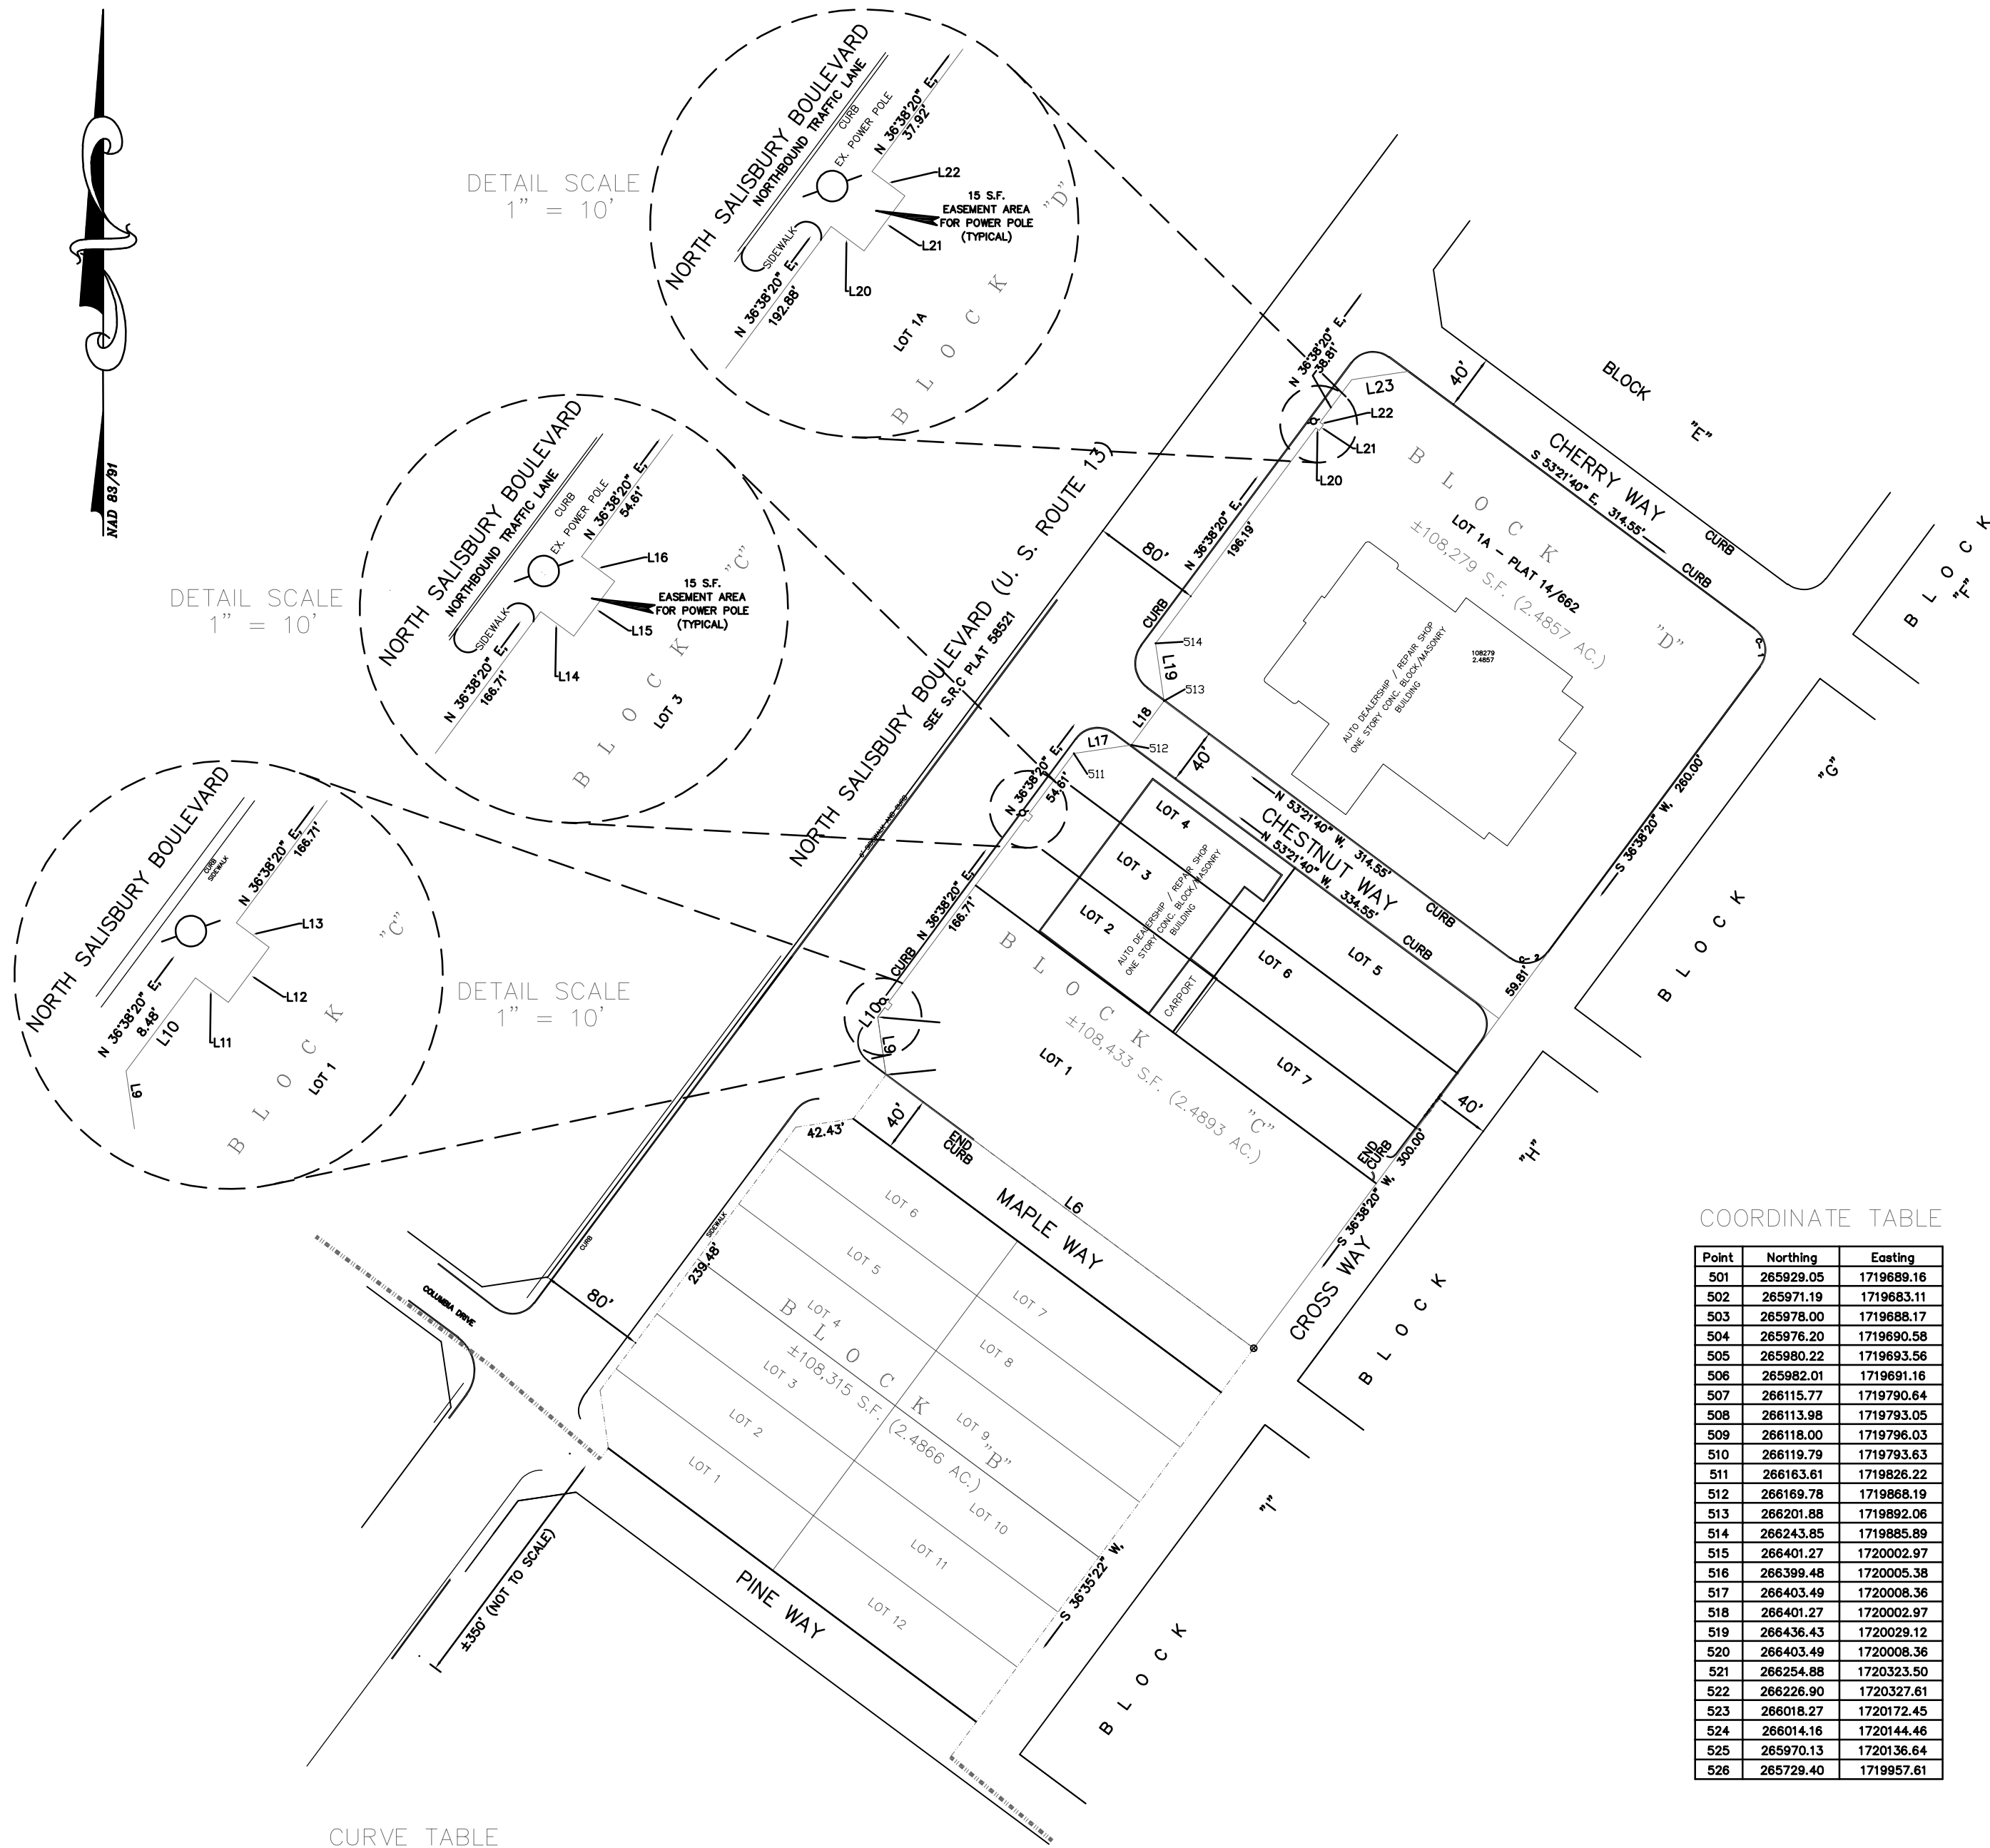 NAD 83/91
DETAIL SCALE
1" = 10'
NORTH SALISBURY BOULEVARD
NORTHBOUND TRAFFIC LANE
CURB
EX. POWER POLE
N 36°38'20" E,
37.92'
L22
15 S.F.
EASEMENT AREA
FOR POWER POLE
(TYPICAL)
L21
SIDEWALK
L20
N 36°38'20" E,
192.88'
LOT 1A
BLOCK "D"
DETAIL SCALE
1" = 10'
NORTH SALISBURY BOULEVARD
NORTHBOUND TRAFFIC LANE
CURB
EX. POWER POLE
N 36°38'20" E,
54.61'
L16
15 S.F.
EASEMENT AREA
FOR POWER POLE
(TYPICAL)
L15
SIDEWALK
L14
N 36°38'20" E,
166.71'
LOT 3
BLOCK "C"
DETAIL SCALE
1" = 10'
NORTH SALISBURY BOULEVARD
CURB
SIDEWALK
N 36°38'20" E,
166.71'
L13
L12
L11
N 36°38'20" E,
8.48'
L10
L9
LOT 1
BLOCK "C"
NORTH SALISBURY BOULEVARD (U. S. ROUTE 13)
SEE S.R.C PLAT 58521
80'
N 36°38'20" E,
38.81'
L23
L22
L21
L20
40'
BLOCK "E"
CHERRY WAY
S 53°21'40" E, 314.55'
CURB
CURB
BLOCK "D"
LOT 1A - PLAT 14/662
±108,279 S.F. (2.4857 AC.)
108279
2.4857
AUTO DEALERSHIP / REPAIR SHOP
ONE STORY CONC. BLOCK/MASONRY
BUILDING
N 36°38'20" E,
196.19'
CURB
514
L19
513
L18
512
L17
511
S 36°38'20" W, 260.00'
BLOCK "F"
BLOCK "G"
40'
N 53°21'40" W, 314.55'
CHESTNUT WAY
N 53°21'40" W, 334.55'
CURB
CURB
59.81'
N 36°38'20" E,
54.61'
N 36°38'20" E,
166.71'
CURB
L10
L9
LOT 4
LOT 3
LOT 2
LOT 5
LOT 6
LOT 7
LOT 1
AUTO DEALERSHIP / REPAIR SHOP
ONE STORY CONC. BLOCK/MASONRY
BUILDING
CARPORT
BLOCK "C"
±108,433 S.F. (2.4893 AC.)
END
CURB
END
CURB
40'
40'
S 36°38'20" W, 300.00'
BLOCK "H"
L6
MAPLE WAY
CROSS WAY
42.43'
SIDEWALK
239.48'
CURB
80'
COLUMBIA DRIVE
LOT 6
LOT 5
LOT 4
LOT 3
LOT 2
LOT 1
LOT 7
LOT 8
LOT 9
LOT 10
LOT 11
LOT 12
BLOCK "B"
±108,315 S.F. (2.4866 AC.)
S 36°35'22" W,
BLOCK "I"
PINE WAY
±350' (NOT TO SCALE)
CURVE TABLE
COORDINATE TABLE
Point Northing Easting
501 265929.05 1719689.16
502 265971.19 1719683.11
503 265978.00 1719688.17
504 265976.20 1719690.58
505 265980.22 1719693.56
506 265982.01 1719691.16
507 266115.77 1719790.64
508 266113.98 1719793.05
509 266118.00 1719796.03
510 266119.79 1719793.63
511 266163.61 1719826.22
512 266169.78 1719868.19
513 266201.88 1719892.06
514 266243.85 1719885.89
515 266401.27 1720002.97
516 266399.48 1720005.38
517 266403.49 1720008.36
518 266401.27 1720002.97
519 266436.43 1720029.12
520 266403.49 1720008.36
521 266254.88 1720323.50
522 266226.90 1720327.61
523 266018.27 1720172.45
524 266014.16 1720144.46
525 265970.13 1720136.64
526 265729.40 1719957.61